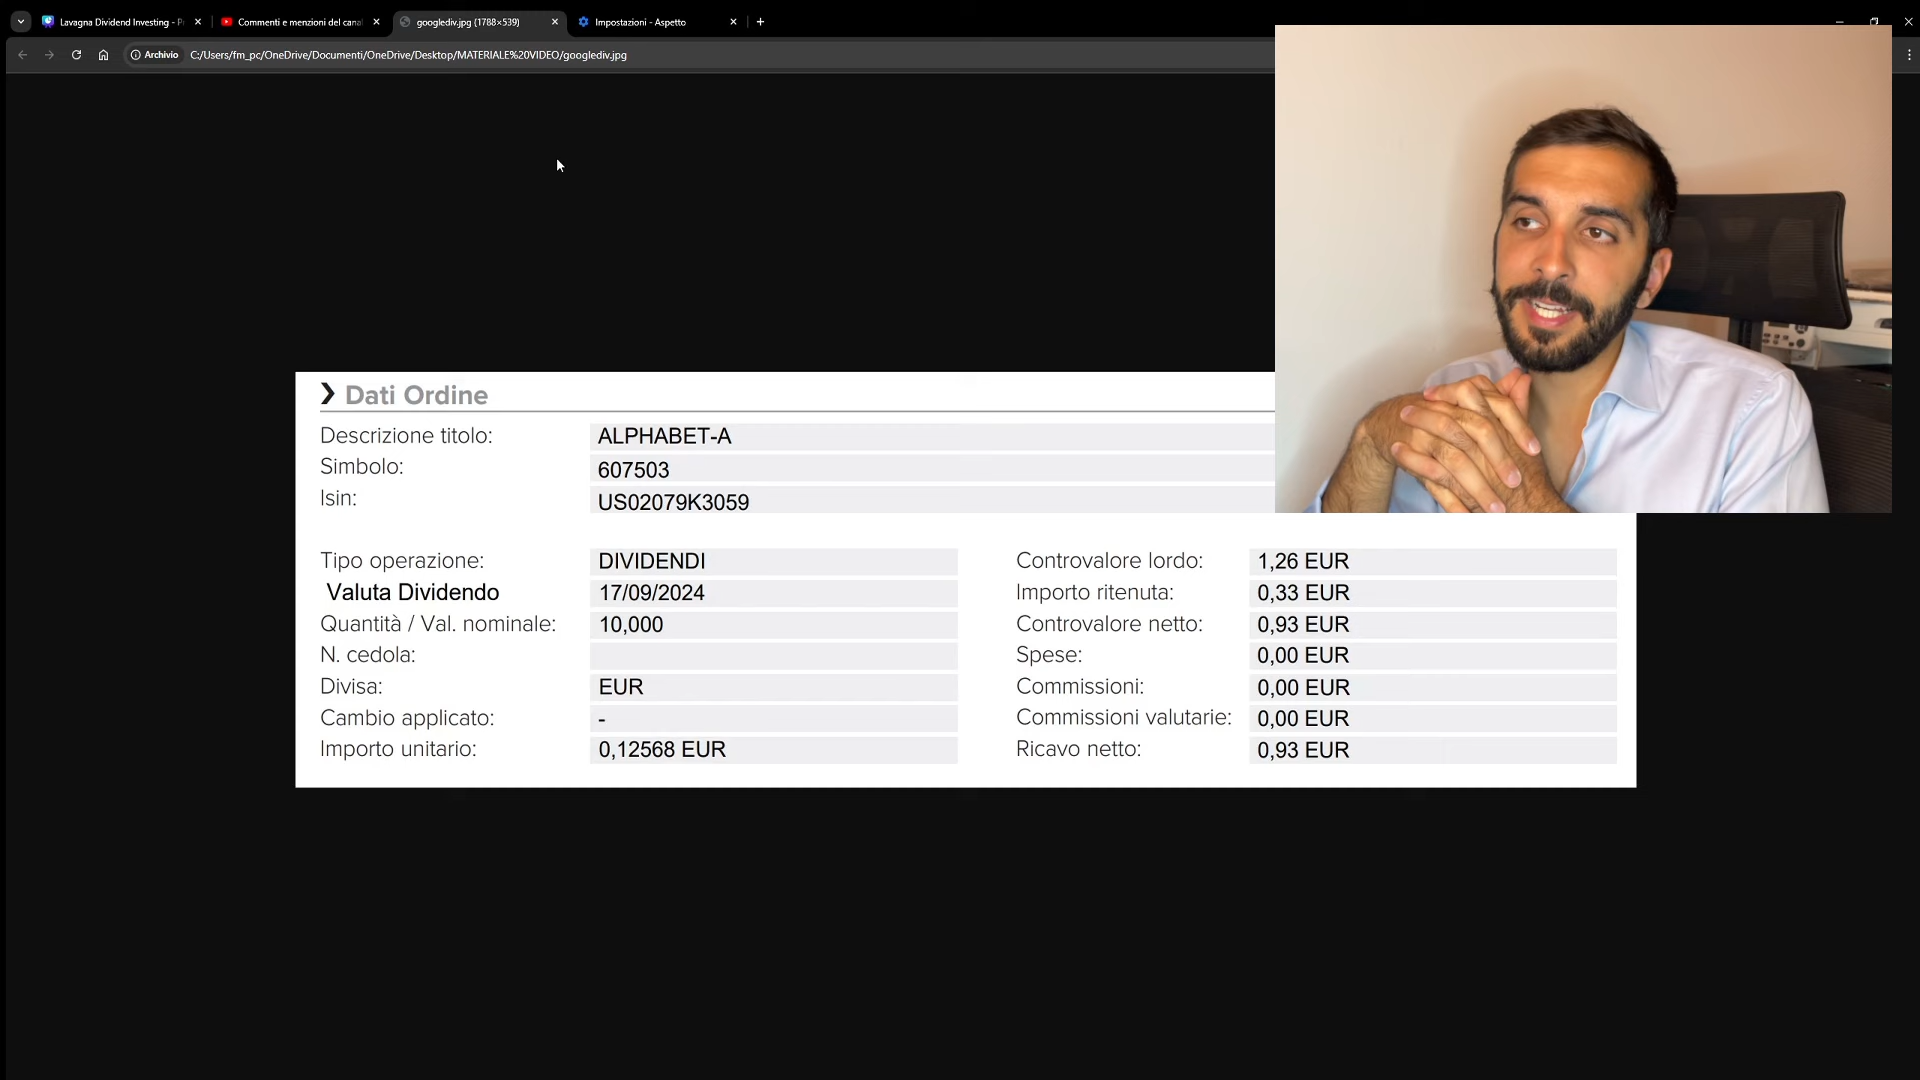 Lavagna Dividend Investing - Pr
Commenti e menzioni del cana
googlediv.jpg (1788×539)
Impostazioni - Aspetto
Archivio
C:/Users/fm_pc/OneDrive/Documenti/OneDrive/Desktop/MATERIALE%20VIDEO/googlediv.jpg
Dati Ordine
Descrizione titolo: ALPHABET-A
Simbolo: 607503
Isin: US02079K3059
Tipo operazione: DIVIDENDI
Valuta Dividendo 17/09/2024
Quantità / Val. nominale: 10,000
N. cedola:
Divisa: EUR
Cambio applicato: -
Importo unitario: 0,12568 EUR
Controvalore lordo: 1,26 EUR
Importo ritenuta: 0,33 EUR
Controvalore netto: 0,93 EUR
Spese: 0,00 EUR
Commissioni: 0,00 EUR
Commissioni valutarie: 0,00 EUR
Ricavo netto: 0,93 EUR